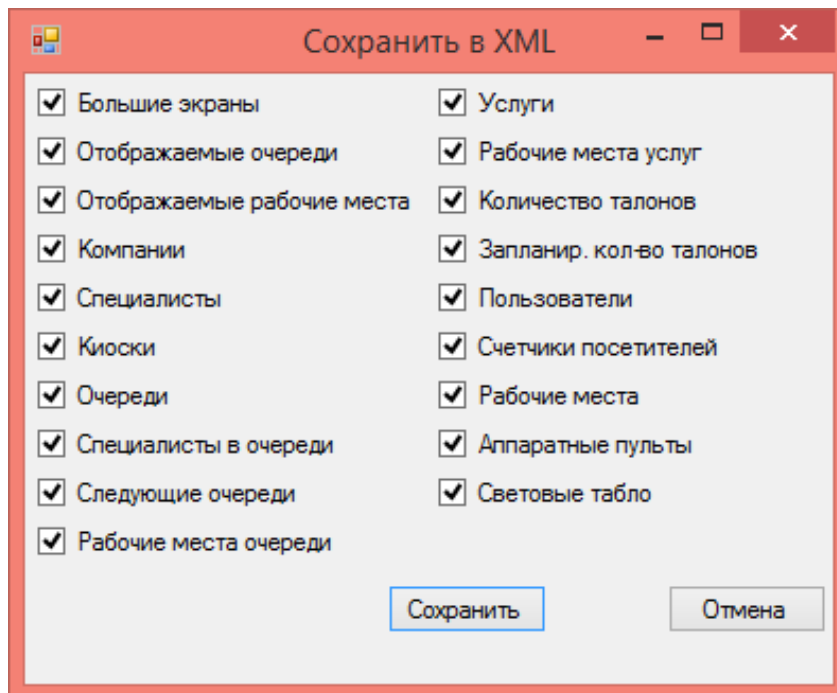 Сохранить в XML
Большие экраны
Отображаемые очереди
Отображаемые рабочие места
Компании
Специалисты
Киоски
Очереди
Специалисты в очереди
Следующие очереди
Рабочие места очереди
Услуги
Рабочие места услуг
Количество талонов
Запланир. кол-во талонов
Пользователи
Счетчики посетителей
Рабочие места
Аппаратные пульты
Световые табло
Сохранить
Отмена